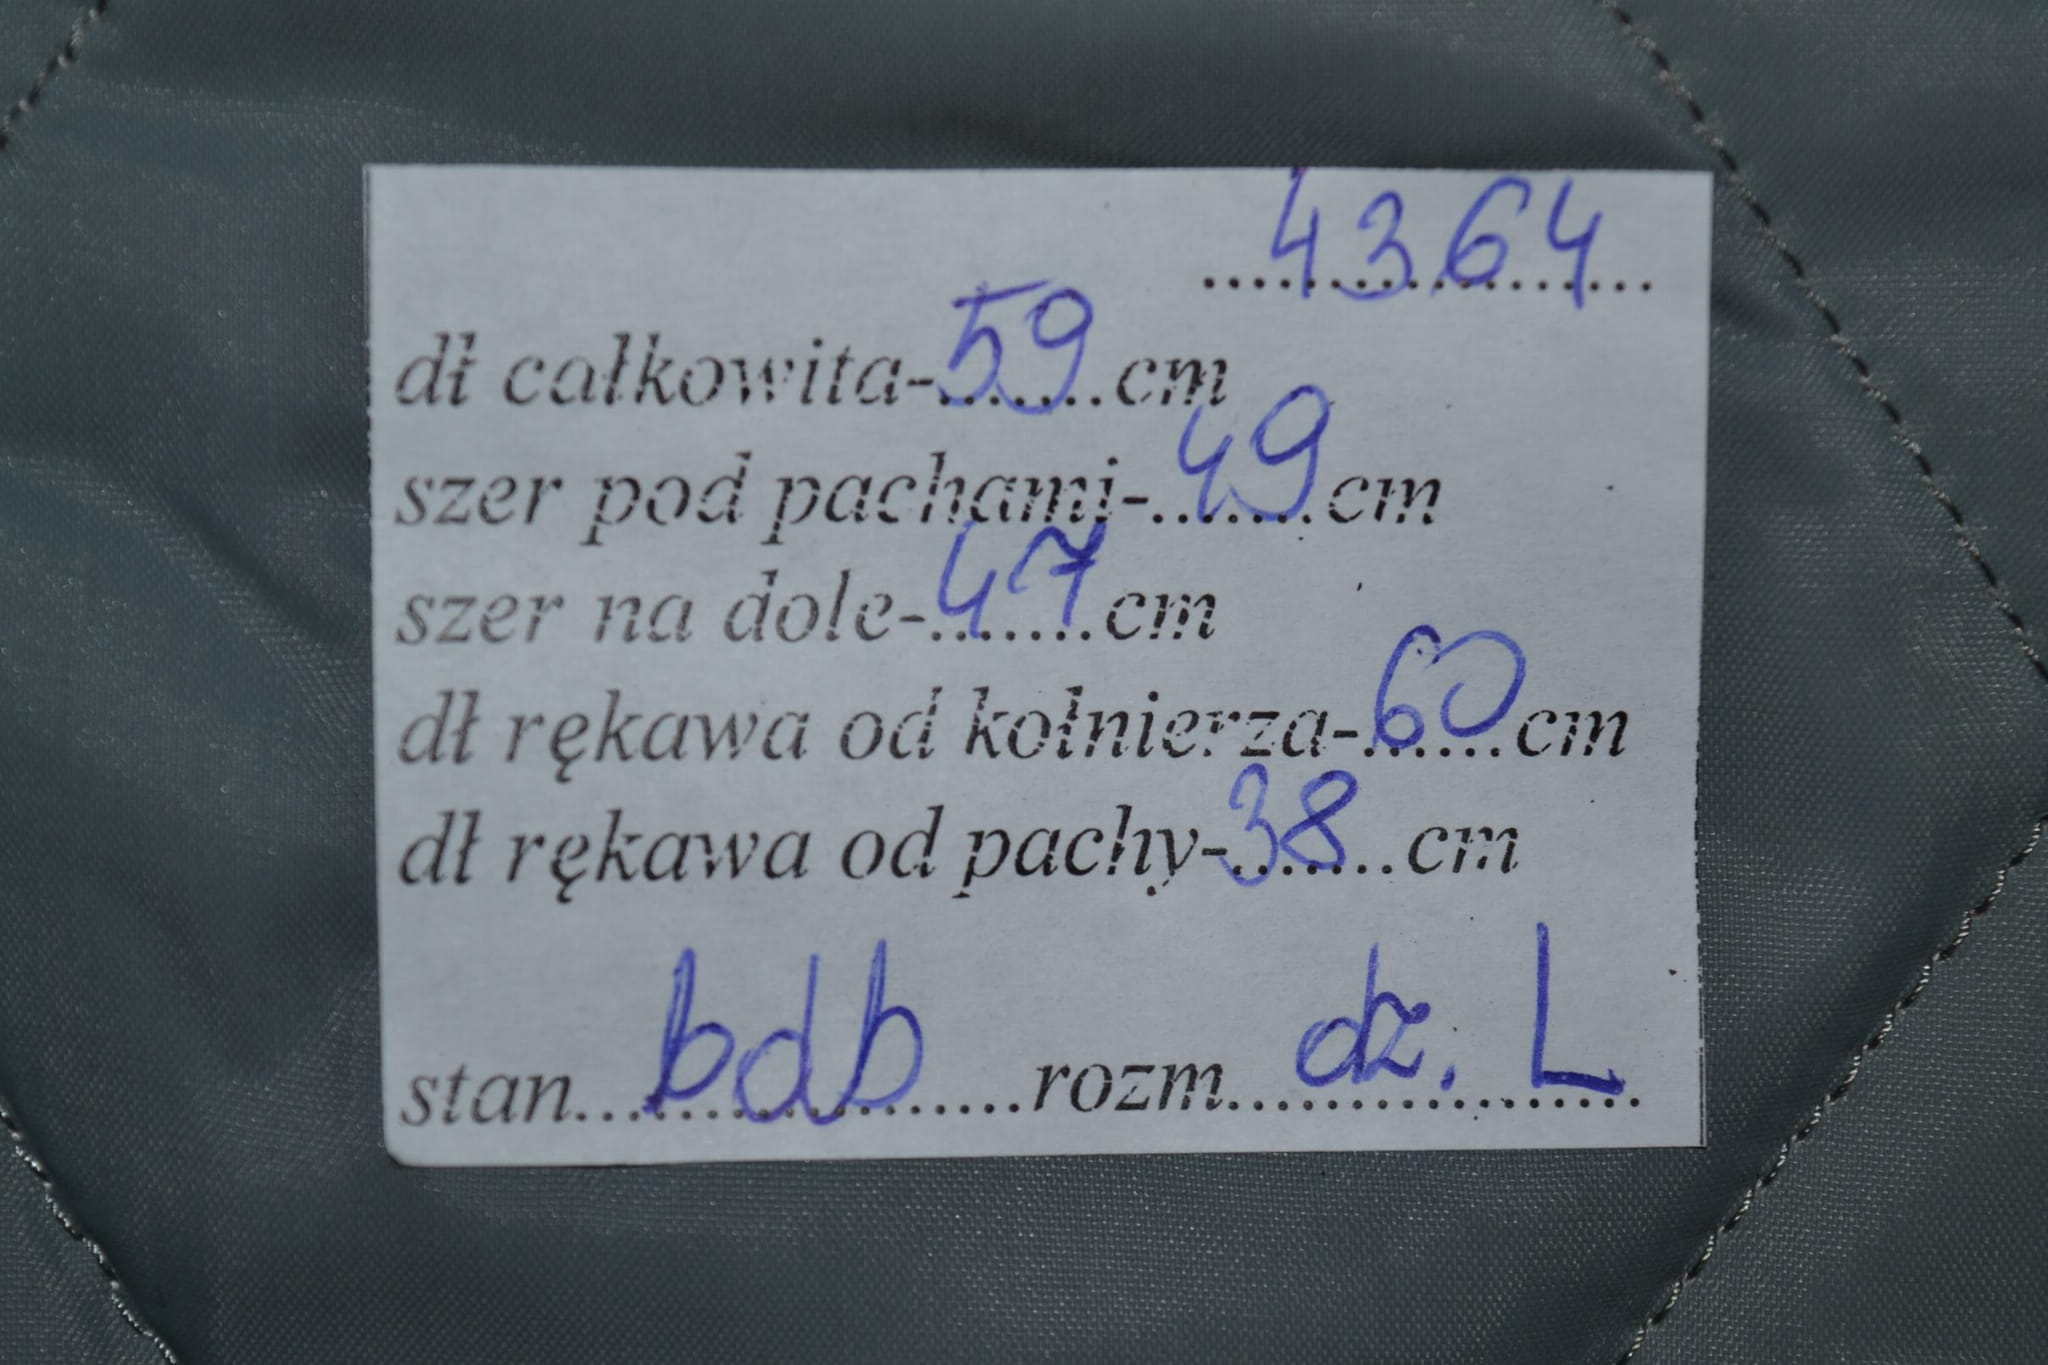 4364
dł całkowita-59cm
szer pod pachami-49cm
szer na dole-47cm
dł rękawa od kołnierza-60cm
dł rękawa od pachy-38cm
stan bdb rozm dz. L